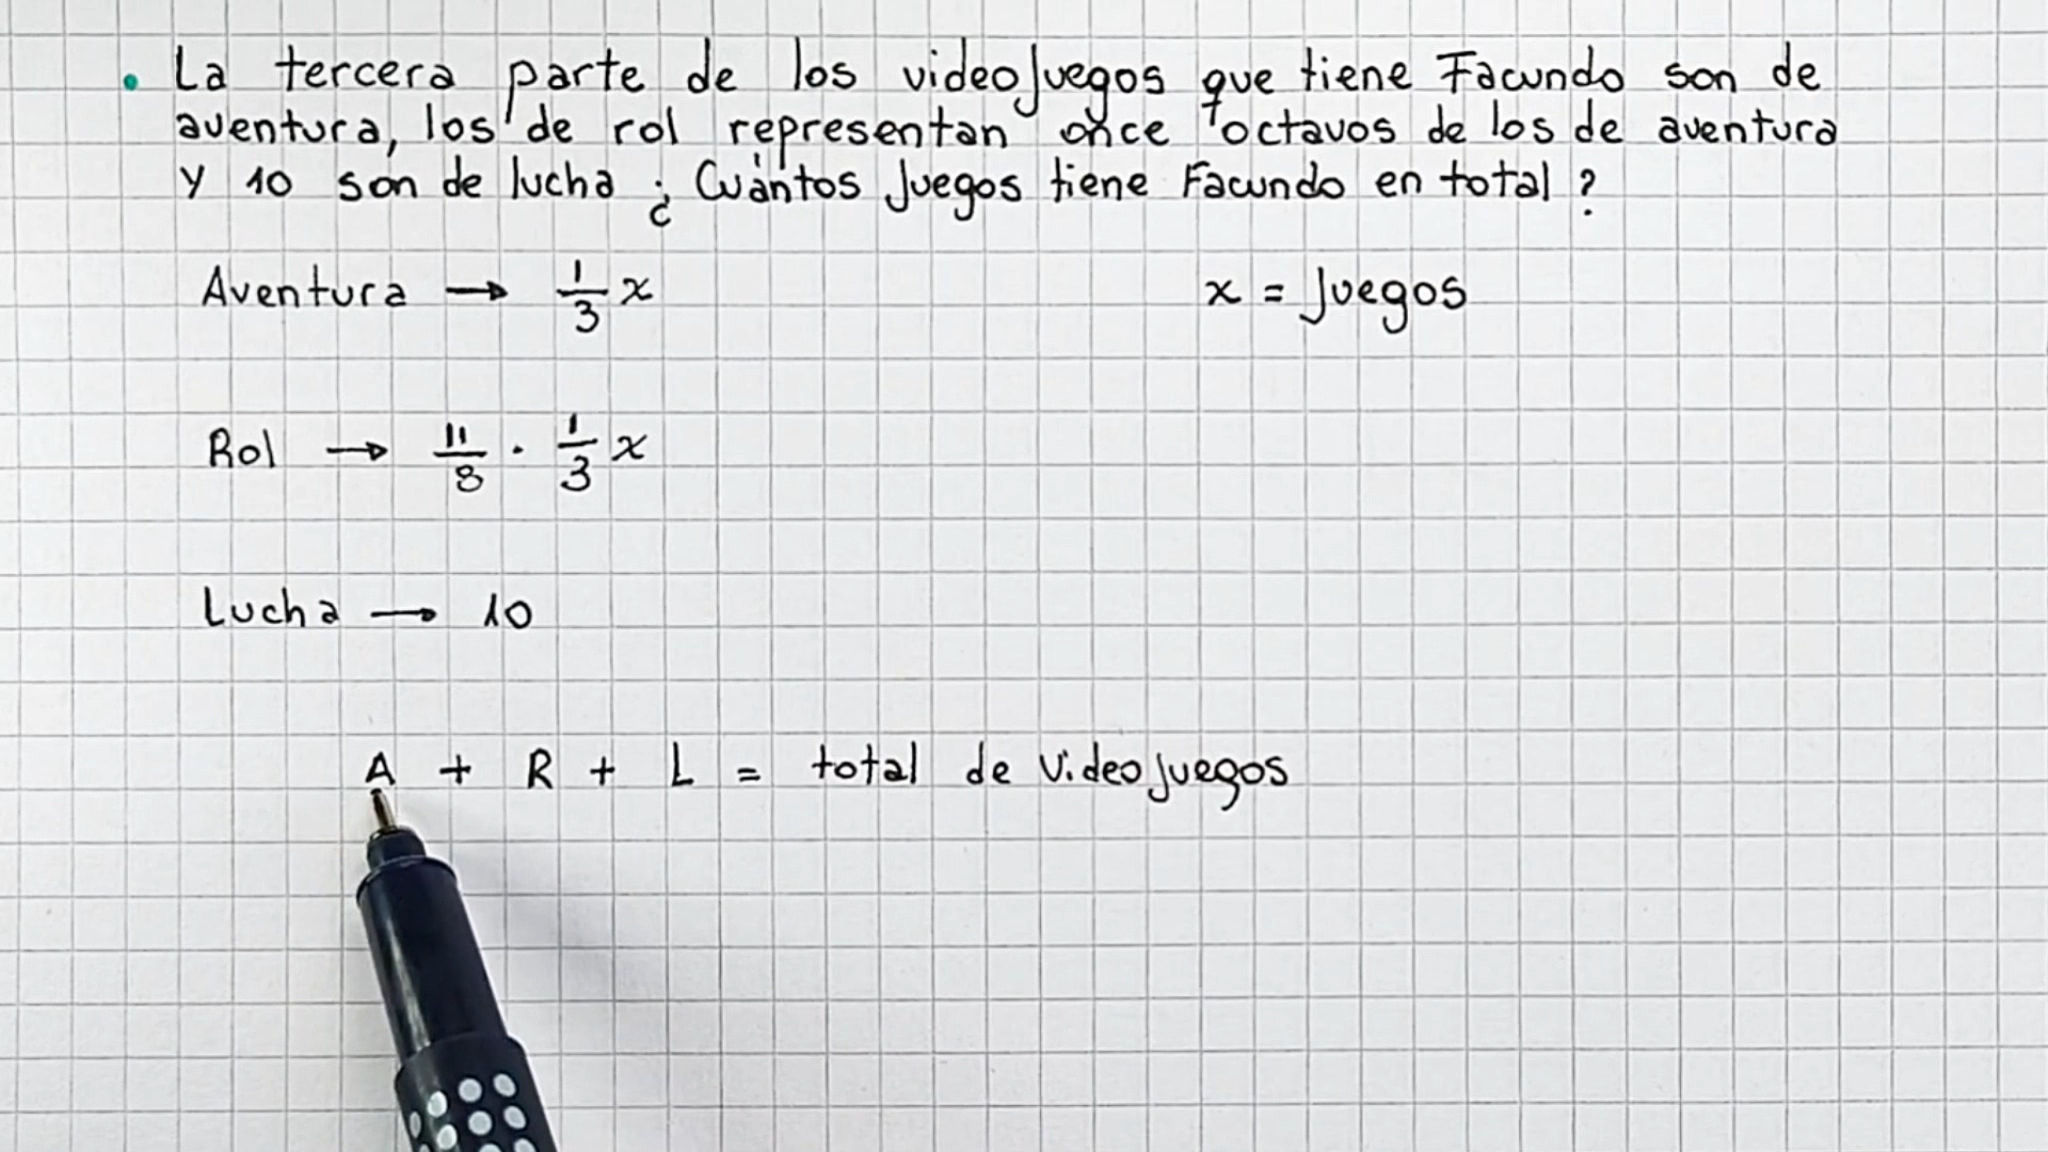 • La tercera parte de los videojuegos que tiene Facundo son de
aventura, los de rol representan once octavos de los de aventura
y 10 son de lucha ¿ Cuántos juegos tiene Facundo en total ?
Aventura → 1/3 x
x = juegos
Rol → 11/8 · 1/3 x
Lucha → 10
A + R + L = total de videojuegos